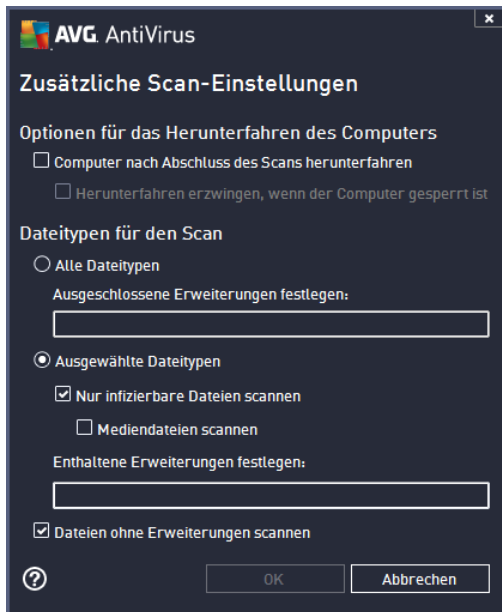 AVG AntiVirus
Zusätzliche Scan-Einstellungen
Optionen für das Herunterfahren des Computers
Computer nach Abschluss des Scans herunterfahren
Herunterfahren erzwingen, wenn der Computer gesperrt ist
Dateitypen für den Scan
Alle Dateitypen
Ausgeschlossene Erweiterungen festlegen:
Ausgewählte Dateitypen
Nur infizierbare Dateien scannen
Mediendateien scannen
Enthaltene Erweiterungen festlegen:
Dateien ohne Erweiterungen scannen
?
OK
Abbrechen